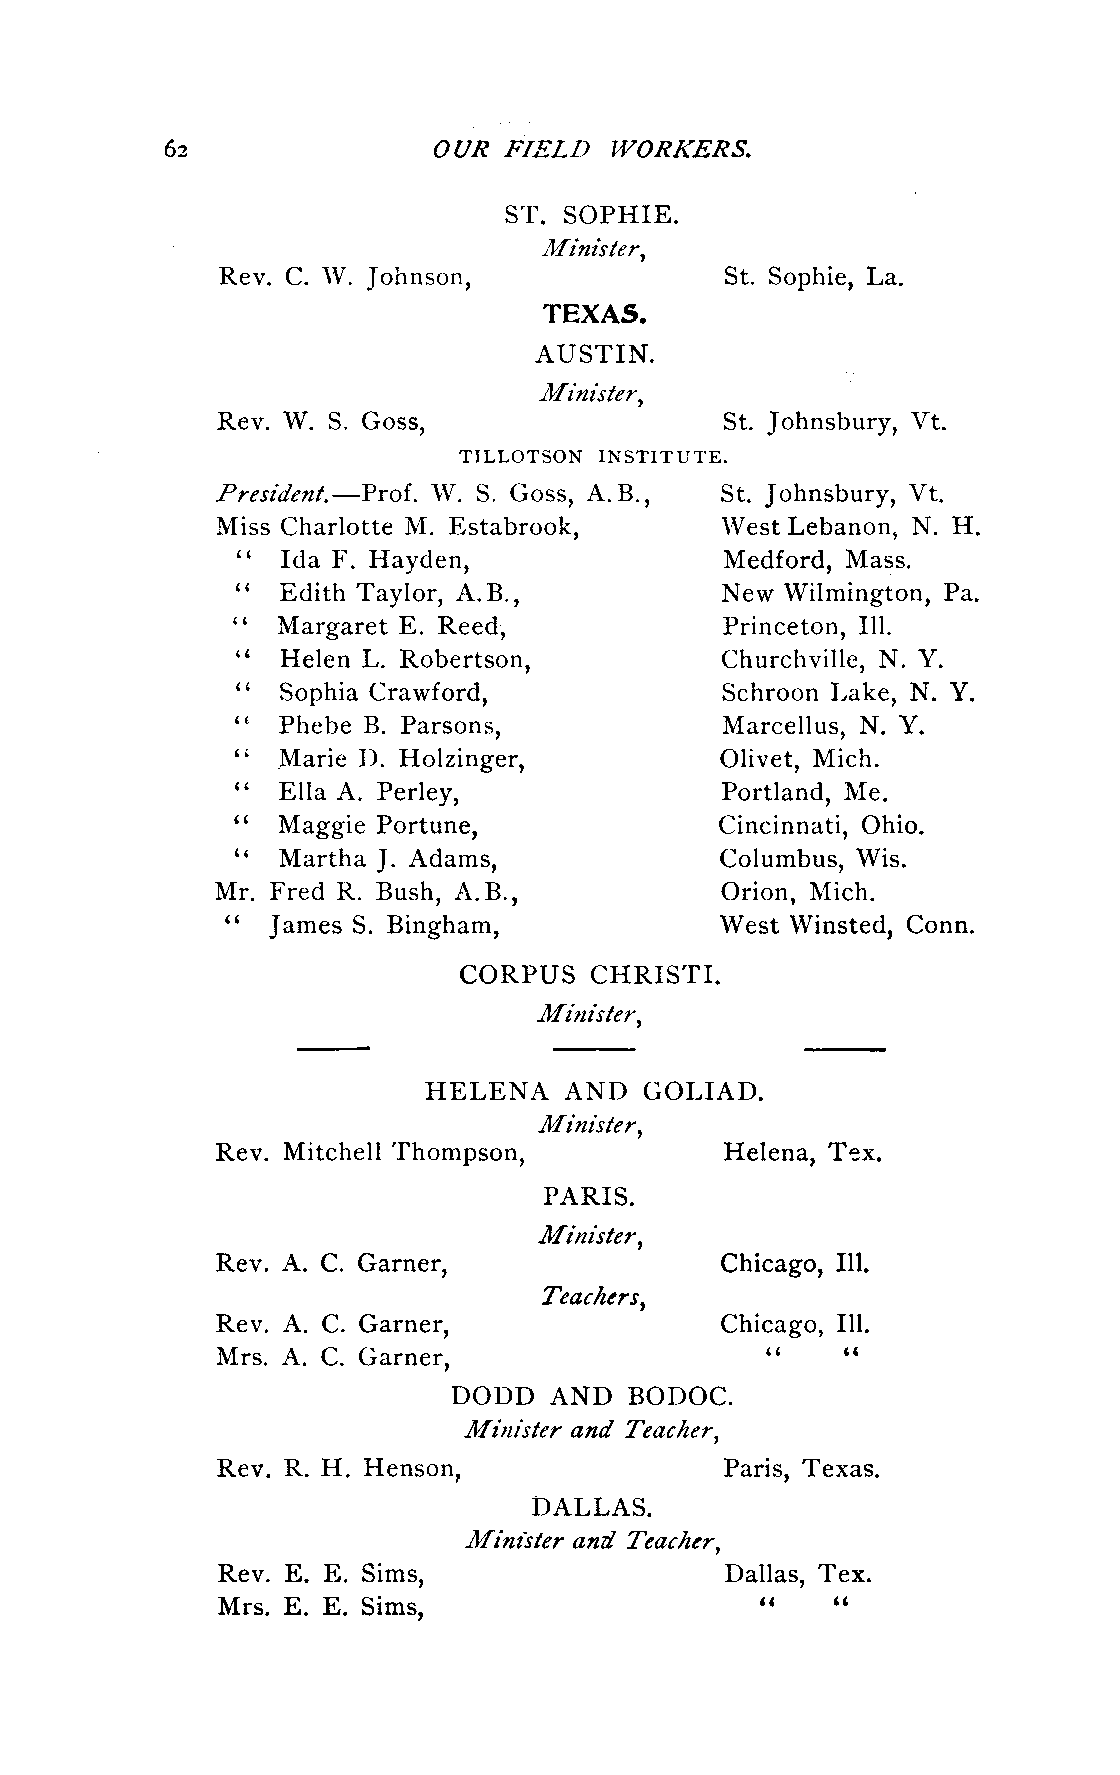 62 OUR FIELD WORKERS.
ST. SOPHIE.
Minister,
Rev. C. W. Johnson, St. Sophie, La.
TEXAS.
AUSTIN.
Minister,
Rev. W. S. Goss, St. Johnsbury, Vt.
TILLOTSON INSTITUTE.
President.—Prof. W. S. Goss, A.B., St. Johnsbury, Vt.
Miss Charlotte M. Estabrook, West Lebanon, N. H.
“ Ida F. Hayden, Medford, Mass.
“ Edith Taylor, A.B., New Wilmington, Pa.
“ Margaret E. Reed, Princeton, Ill.
“ Helen L. Robertson, Churchville, N. Y.
“ Sophia Crawford, Schroon Lake, N. Y.
“ Phebe B. Parsons, Marcellus, N. Y.
“ Marie D. Holzinger, Olivet, Mich.
“ Ella A. Perley, Portland, Me.
“ Maggie Portune, Cincinnati, Ohio.
“ Martha J. Adams, Columbus, Wis.
Mr. Fred R. Bush, A.B., Orion, Mich.
“ James S. Bingham, West Winsted, Conn.
CORPUS CHRISTI.
Minister,
—— —— ——
HELENA AND GOLIAD.
Minister,
Rev. Mitchell Thompson, Helena, Tex.
PARIS.
Minister,
Rev. A. C. Garner, Chicago, Ill.
Teachers,
Rev. A. C. Garner, Chicago, Ill.
Mrs. A. C. Garner, “ “
DODD AND BODOC.
Minister and Teacher,
Rev. R. H. Henson, Paris, Texas.
DALLAS.
Minister and Teacher,
Rev. E. E. Sims, Dallas, Tex.
Mrs. E. E. Sims, “ “